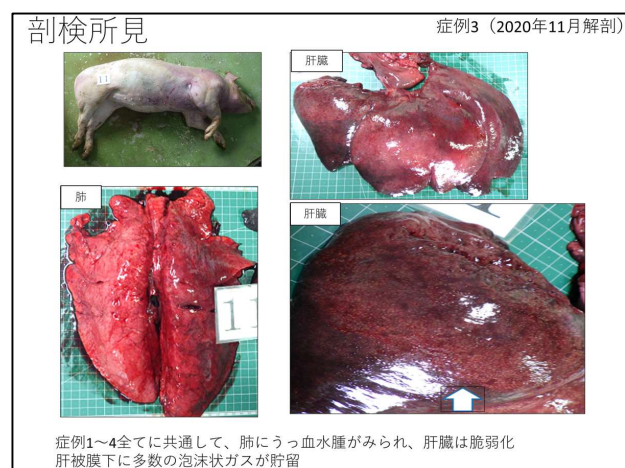 剖検所見
症例3（2020年11月解剖）
11
肝臓
肺
肝臓
11
症例1～4全てに共通して、肺にうっ血水腫がみられ、肝臓は脆弱化
肝被膜下に多数の泡沫状ガスが貯留